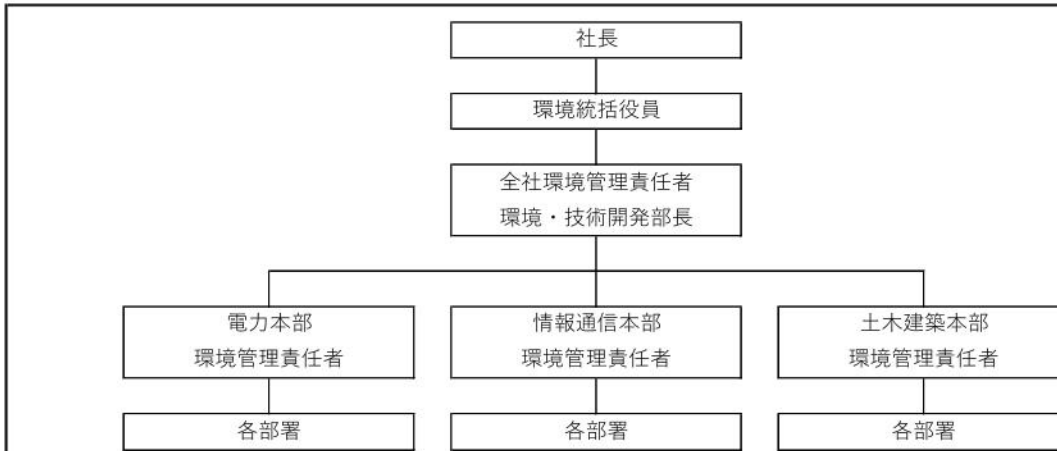 社長
環境統括役員
全社環境管理責任者
環境・技術開発部長
電力本部
環境管理責任者
情報通信本部
環境管理責任者
土木建築本部
環境管理責任者
各部署
各部署
各部署